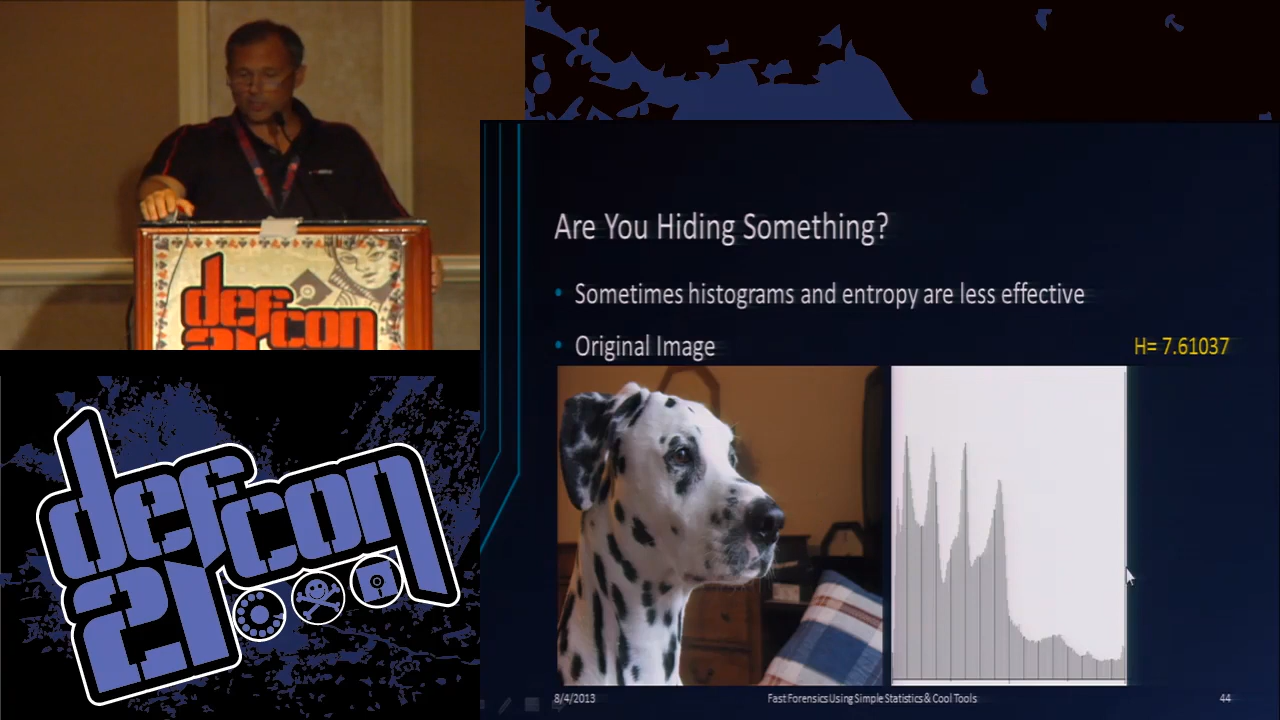 defcon
21
Are You Hiding Something?
• Sometimes histograms and entropy are less effective
• Original Image
H= 7.61037
8/4/2013
Fast Forensics Using Simple Statistics & Cool Tools
44
defcon
21